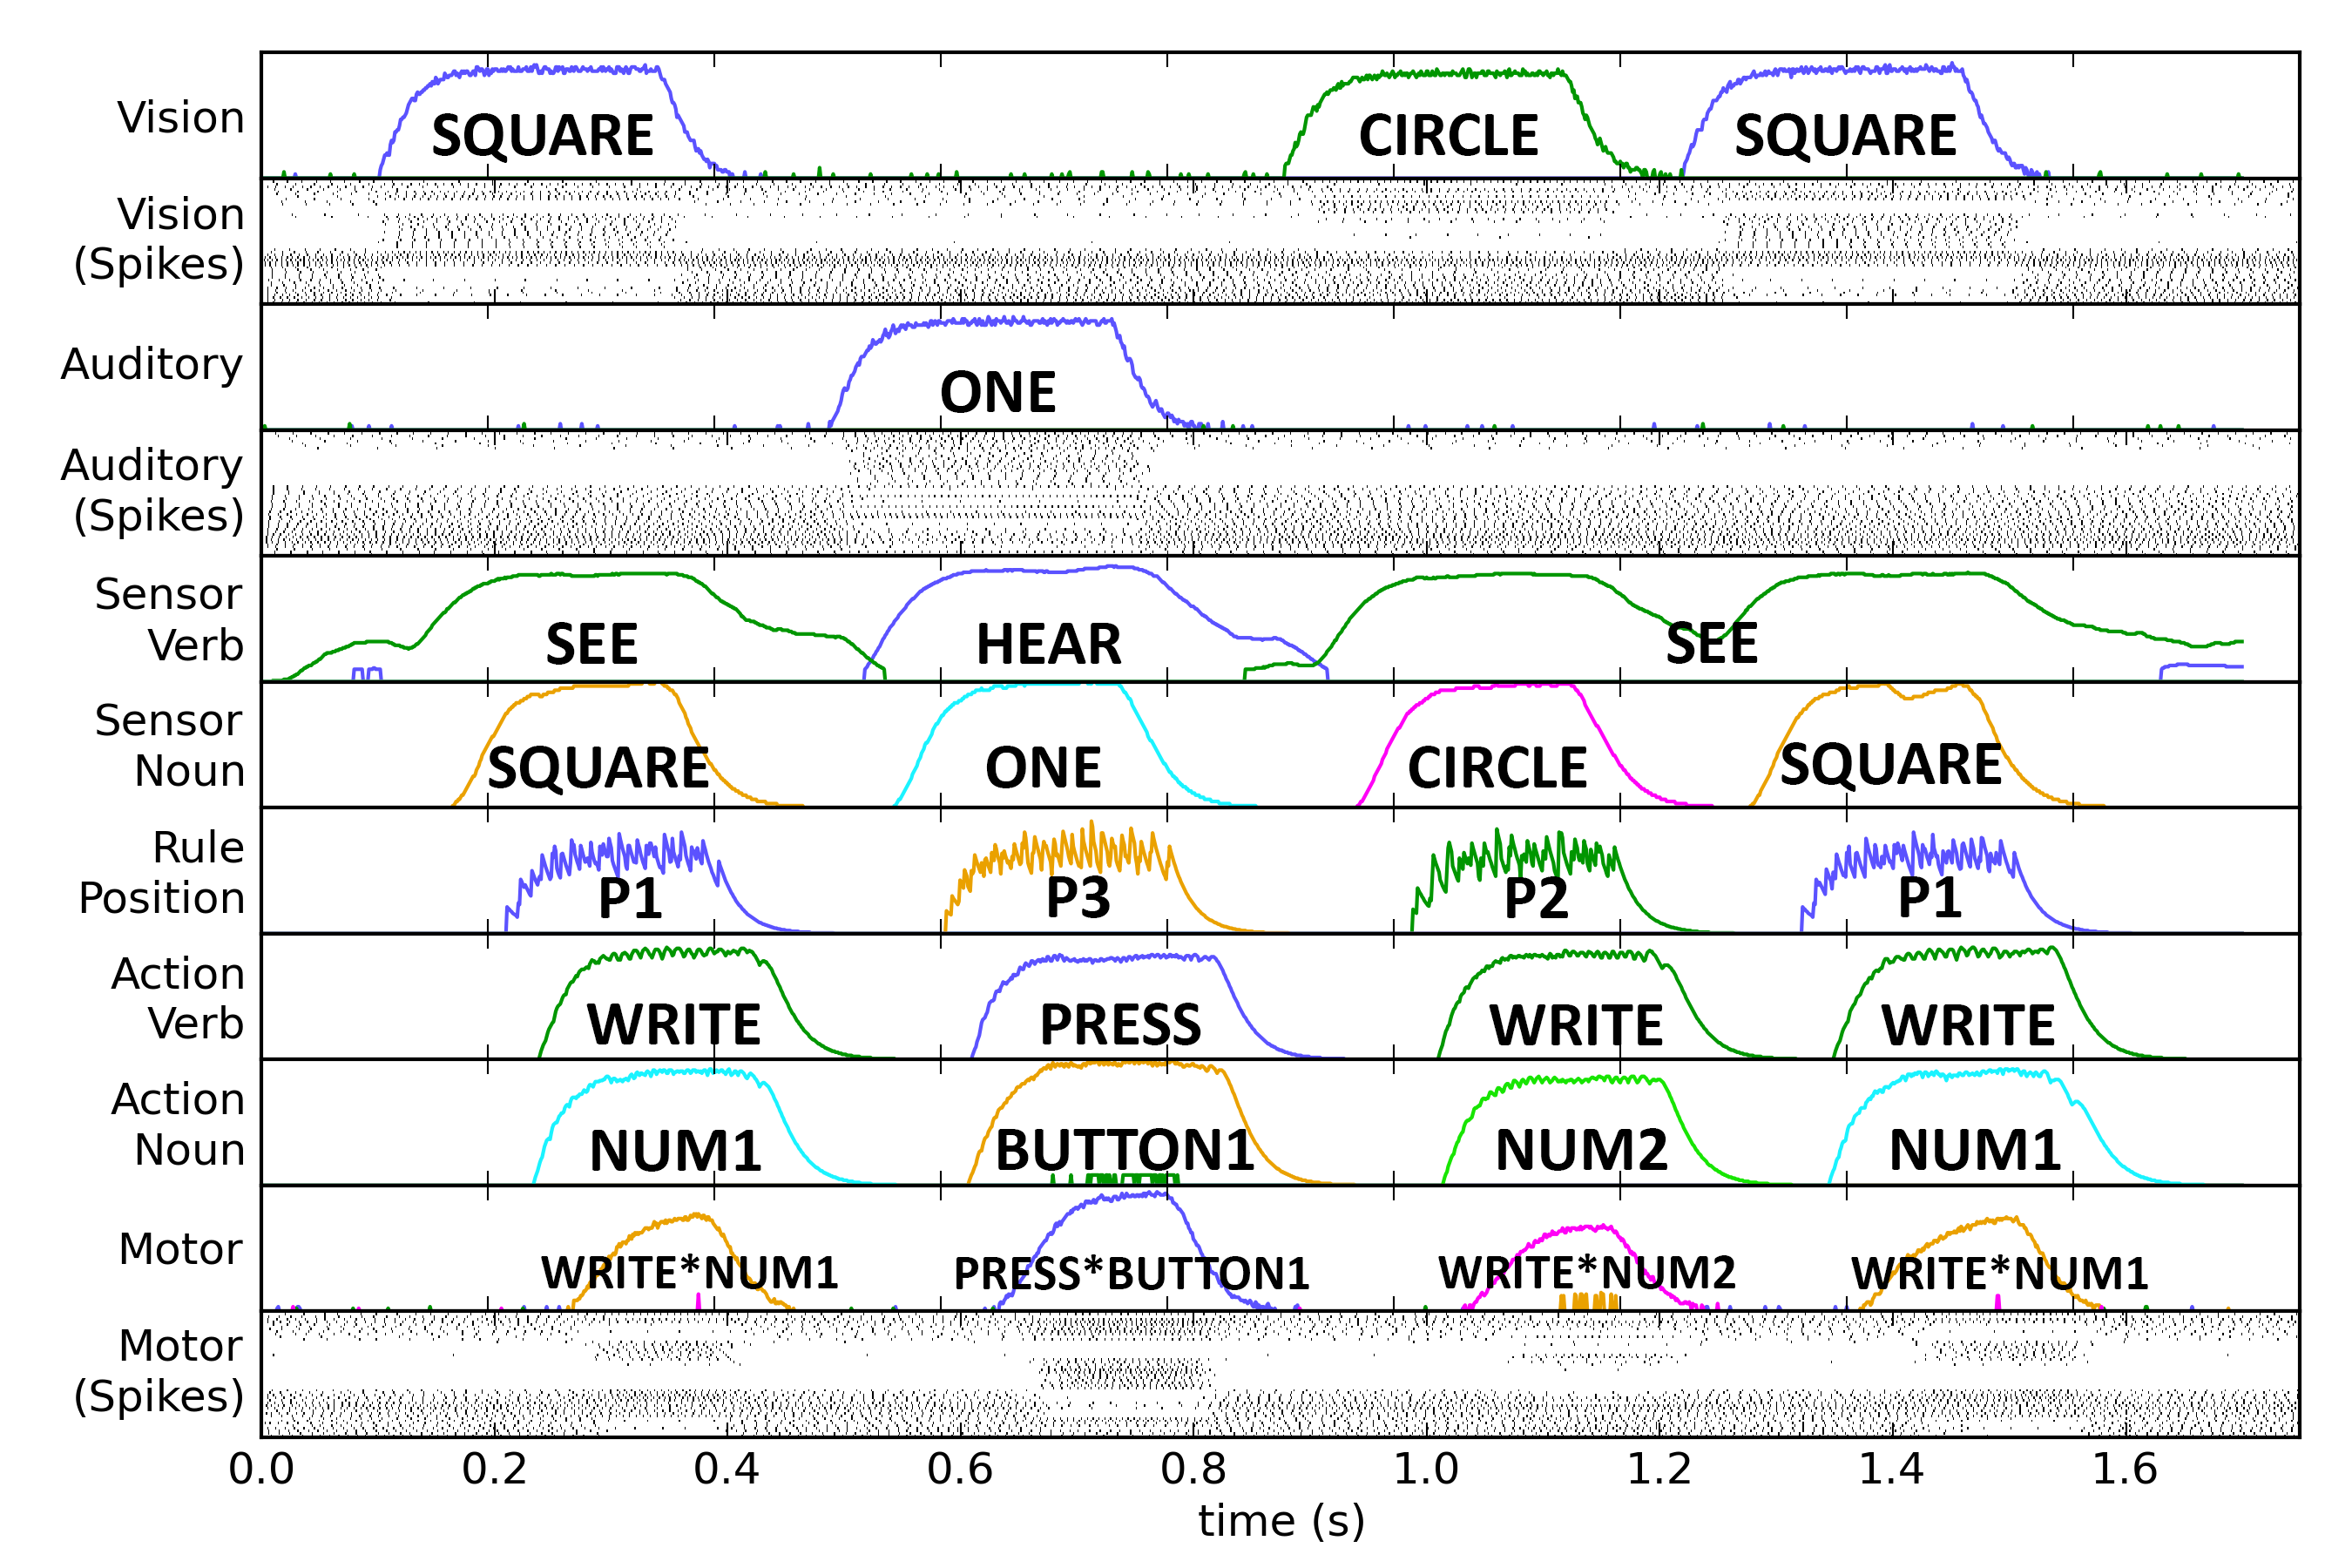 Vision
SQUARE
CIRCLE
SQUARE
Vision
(Spikes)
Auditory
ONE
Auditory
(Spikes)
Sensor
Verb
SEE
HEAR
SEE
Sensor
Noun
SQUARE
ONE
CIRCLE
SQUARE
Rule
Position
P1
P3
P2
P1
Action
Verb
WRITE
PRESS
WRITE
WRITE
Action
Noun
NUM1
BUTTON1
NUM2
NUM1
Motor
WRITE*NUM1
PRESS*BUTTON1
WRITE*NUM2
WRITE*NUM1
Motor
(Spikes)
0.0 0.2 0.4 0.6 0.8 1.0 1.2 1.4 1.6
time (s)